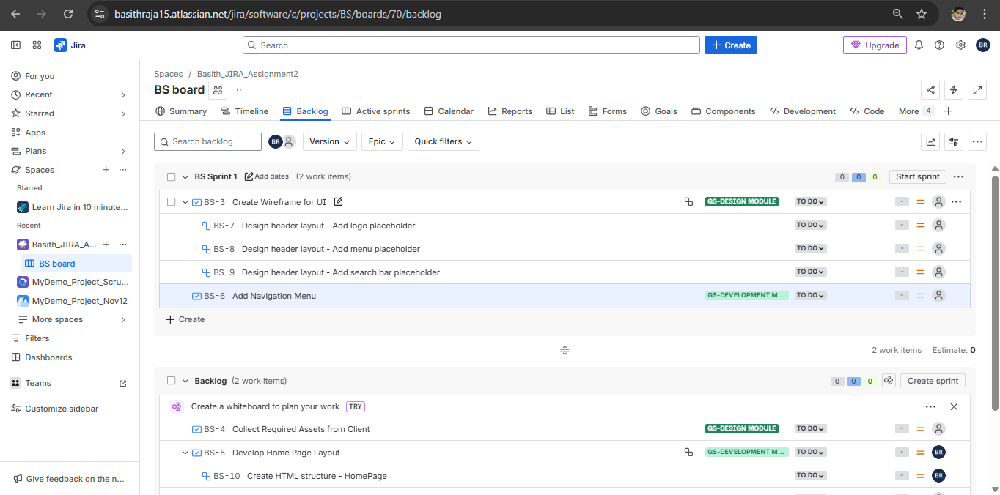 basithraja15.atlassian.net/jira/software/c/projects/BS/boards/70/backlog
Jira
Search
Create
Upgrade
BR
For you
Recent
Starred
Apps
Plans
Spaces
Starred
Learn Jira in 10 minute...
Recent
Basith_JIRA_A...
BS board
MyDemo_Project_Scru...
MyDemo_Project_Nov12
More spaces
Filters
Dashboards
Teams
Customize sidebar
Give feedback on the n...
Spaces / Basith_JIRA_Assignment2
BS board
Summary Timeline Backlog Active sprints Calendar Reports List Forms Goals Components Development Code More 4
Search backlog BR Version Epic Quick filters
BS Sprint 1 Add dates (2 work items) 0 0 0 Start sprint
BS-3 Create Wireframe for UI GS-DESIGN MODULE TO DO -
BS-7 Design header layout - Add logo placeholder TO DO -
BS-8 Design header layout - Add menu placeholder TO DO -
BS-9 Design header layout - Add search bar placeholder TO DO -
BS-6 Add Navigation Menu GS-DEVELOPMENT M... TO DO -
Create
2 work items Estimate: 0
Backlog (2 work items) 0 0 0 Create sprint
Create a whiteboard to plan your work TRY
BS-4 Collect Required Assets from Client GS-DESIGN MODULE TO DO -
BS-5 Develop Home Page Layout GS-DEVELOPMENT M... TO DO - BR
BS-10 Create HTML structure - HomePage TO DO - BR